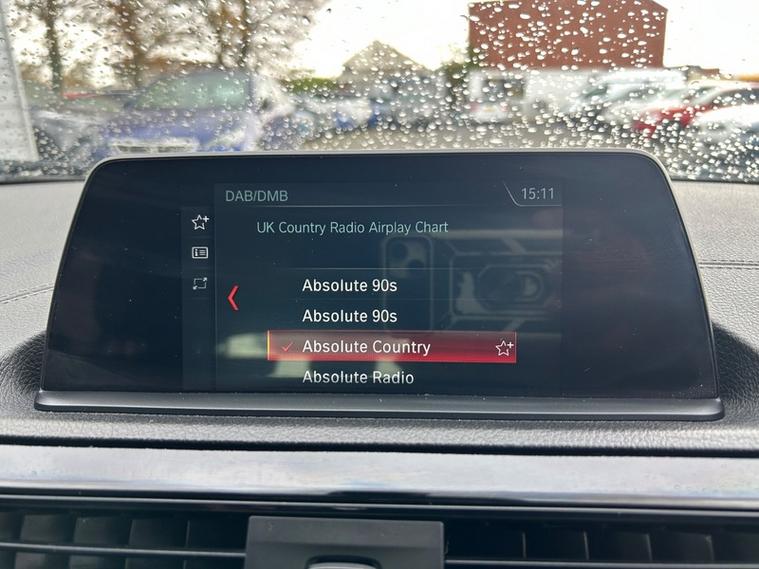 DAB/DMB
15:11
UK Country Radio Airplay Chart
Absolute 90s
Absolute 90s
Absolute Country
Absolute Radio